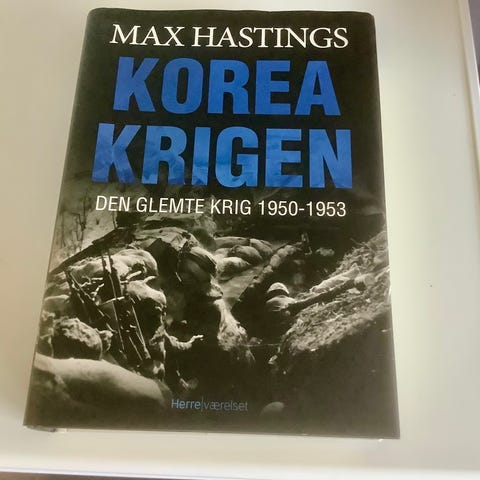 MAX HASTINGS
KOREA
KRIGEN
DEN GLEMTE KRIG 1950-1953
Herre|værelset